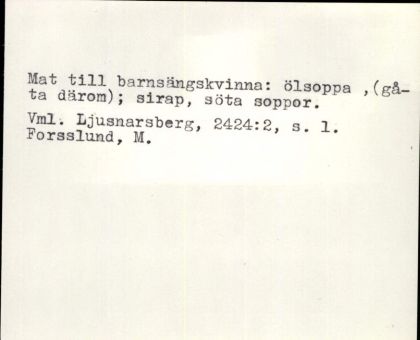 Mat till barnsängskvinna: ölsoppa ,(gå-
ta därom); sirap, söta soppor.
Vml. Ljusnarsberg, 2424:2, s. 1.
Forsslund, M.